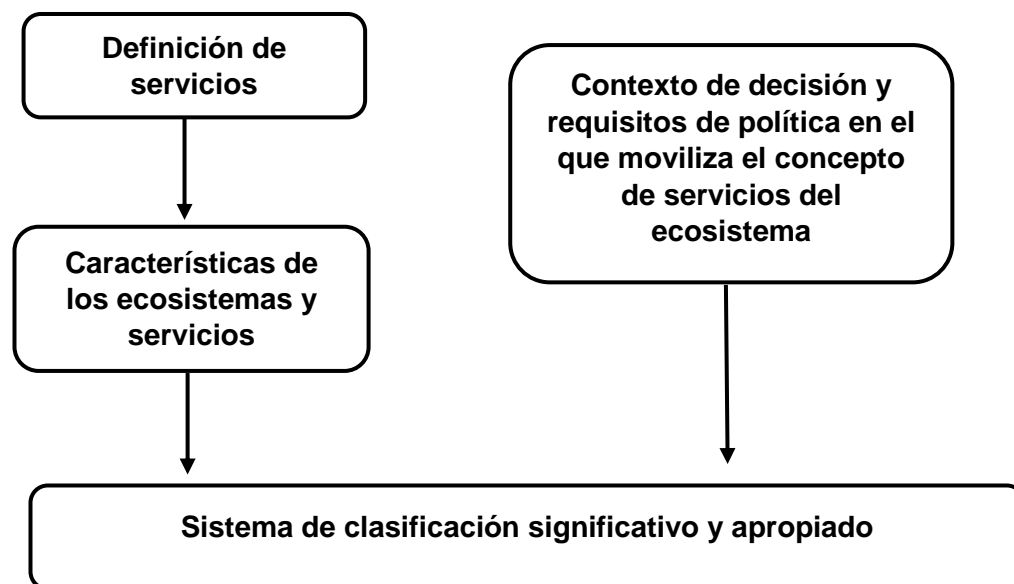 Definición de
servicios
Contexto de decisión y
requisitos de política en el
que moviliza el concepto
de servicios del
ecosistema
Características de
los ecosistemas y
servicios
Sistema de clasificación significativo y apropiado